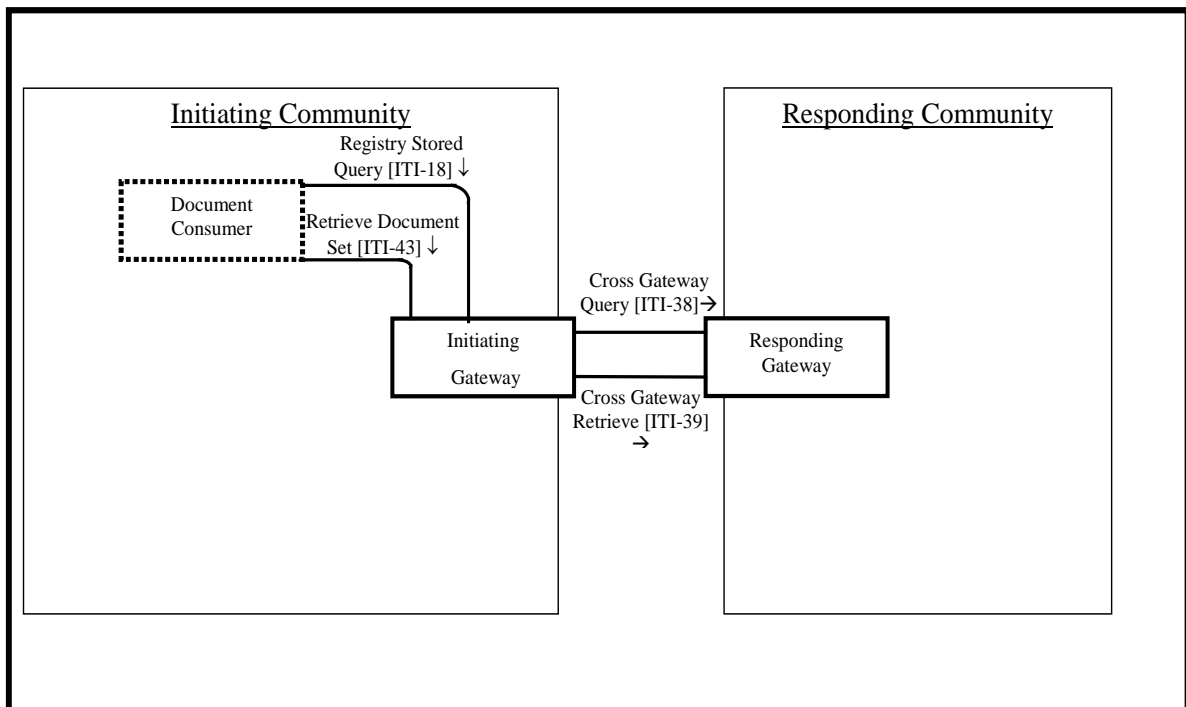 Initiating Community
Responding Community
Registry Stored
Query [ITI-18] ↓
Document
Consumer
Retrieve Document
Set [ITI-43] ↓
Cross Gateway
Query [ITI-38]→
Initiating
Gateway
Responding
Gateway
Cross Gateway
Retrieve [ITI-39]
→